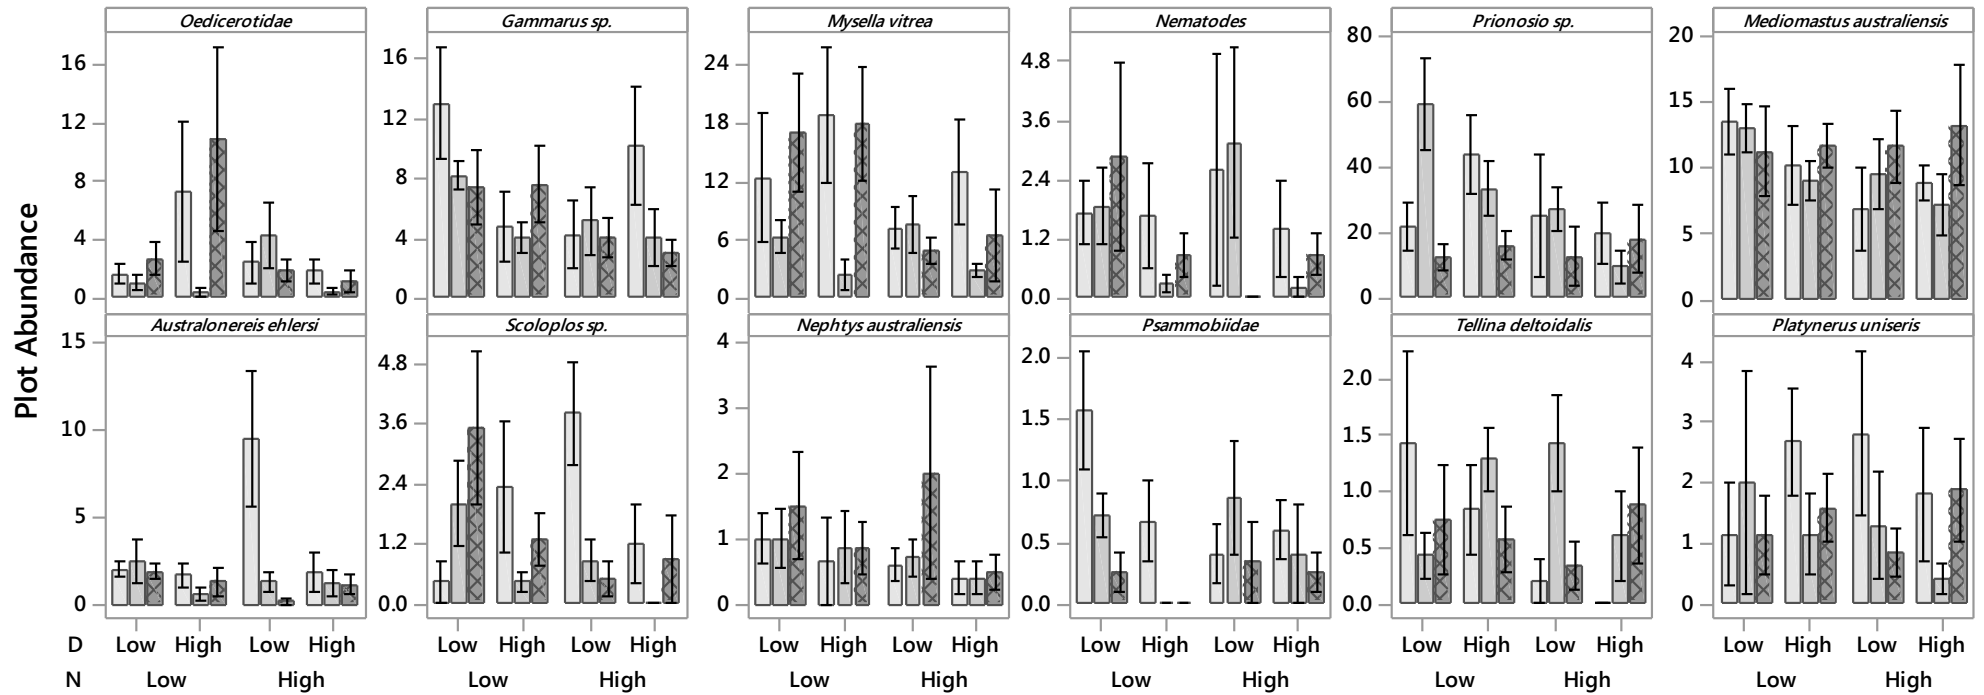 Plot Abundance
Oedicerotidae Gammarus sp. Mysella vitrea Nematodes Prionosio sp. Mediomastus australiensis
16 12 8 4 0
16 12 8 4 0
24 18 12 6 0
4.8 3.6 2.4 1.2 0.0
80 60 40 20 0
20 15 10 5 0
Australonereis ehlersi Scoloplos sp. Nephtys australiensis Psammobiidae Tellina deltoidalis Platynerus uniseris
15 10 5 0
4.8 3.6 2.4 1.2 0.0
4 3 2 1 0
2.0 1.5 1.0 0.5 0.0
2.0 1.5 1.0 0.5 0.0
4 3 2 1 0
D Low High Low High Low High Low High Low High Low High Low High Low High Low High Low High Low High Low High
N Low High Low High Low High Low High Low High Low High